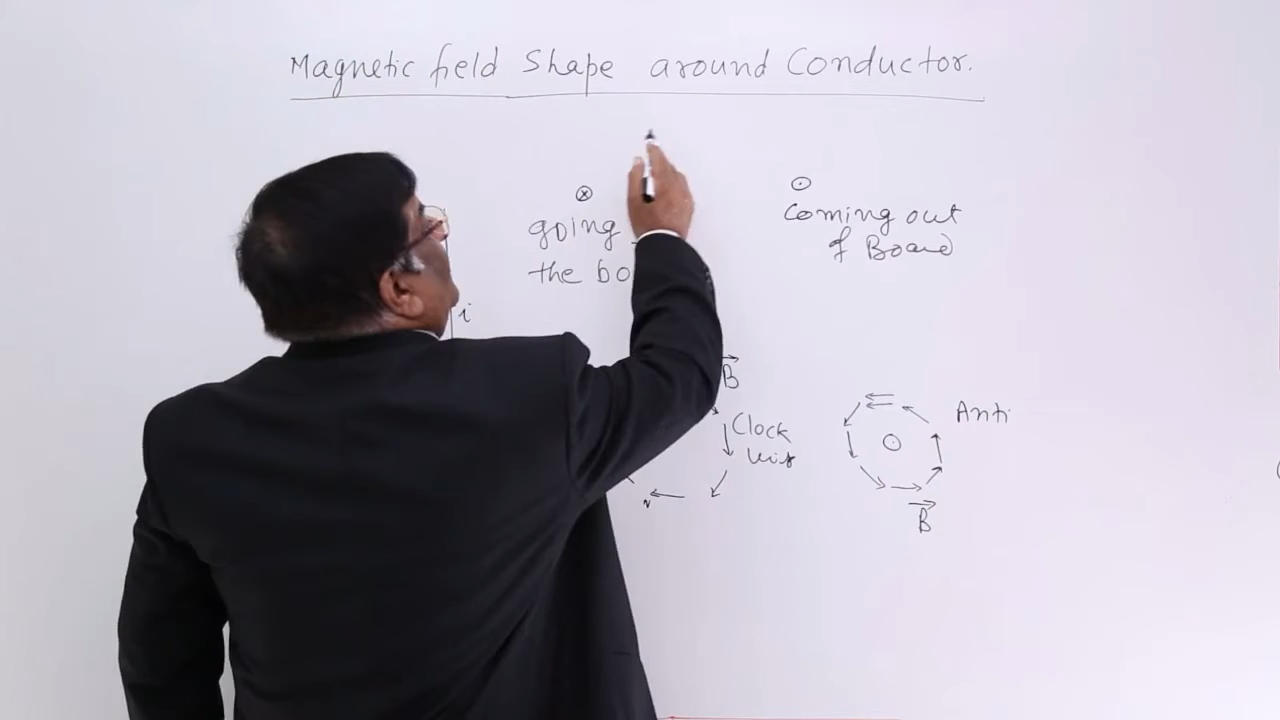 Magnetic field Shape around Conductor.
going
the bo
Coming out
of Board
i
B
Clock
wise
Anti
B